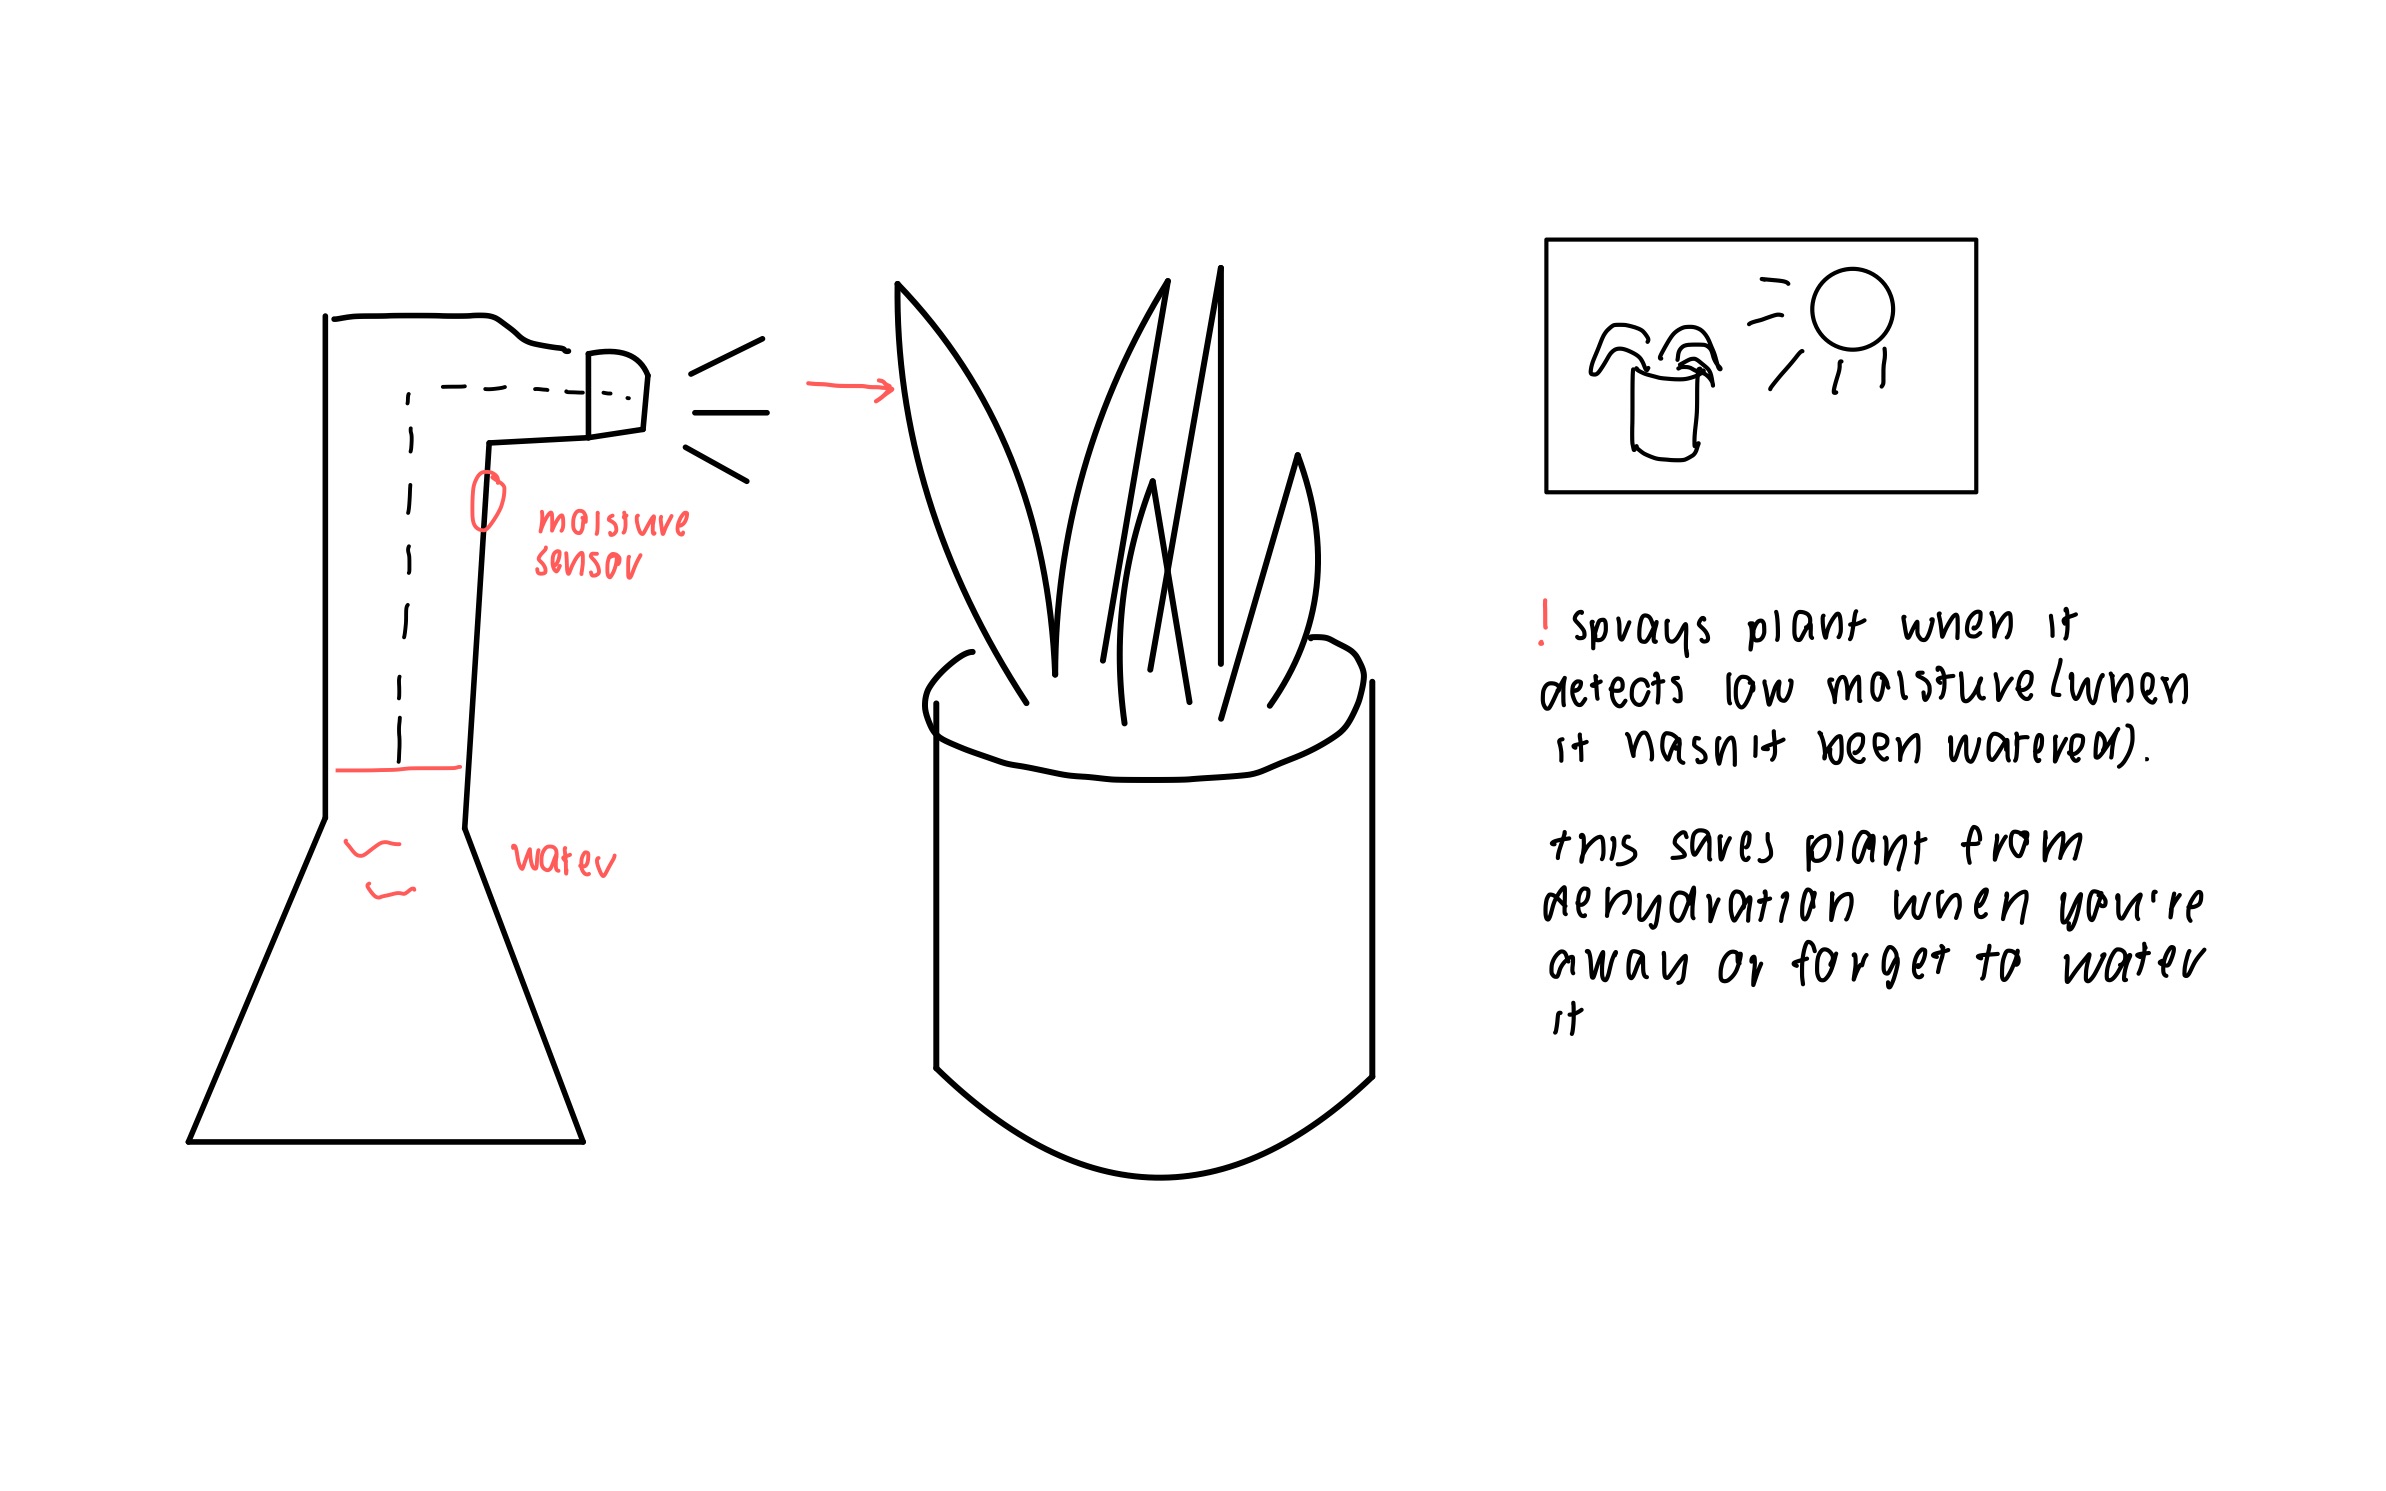 moisture
sensor
water
! sprays plant when it
detects low moisture/when
it hasn't been watered).
this saves plant from
dehydration when you're
away or forget to water
it